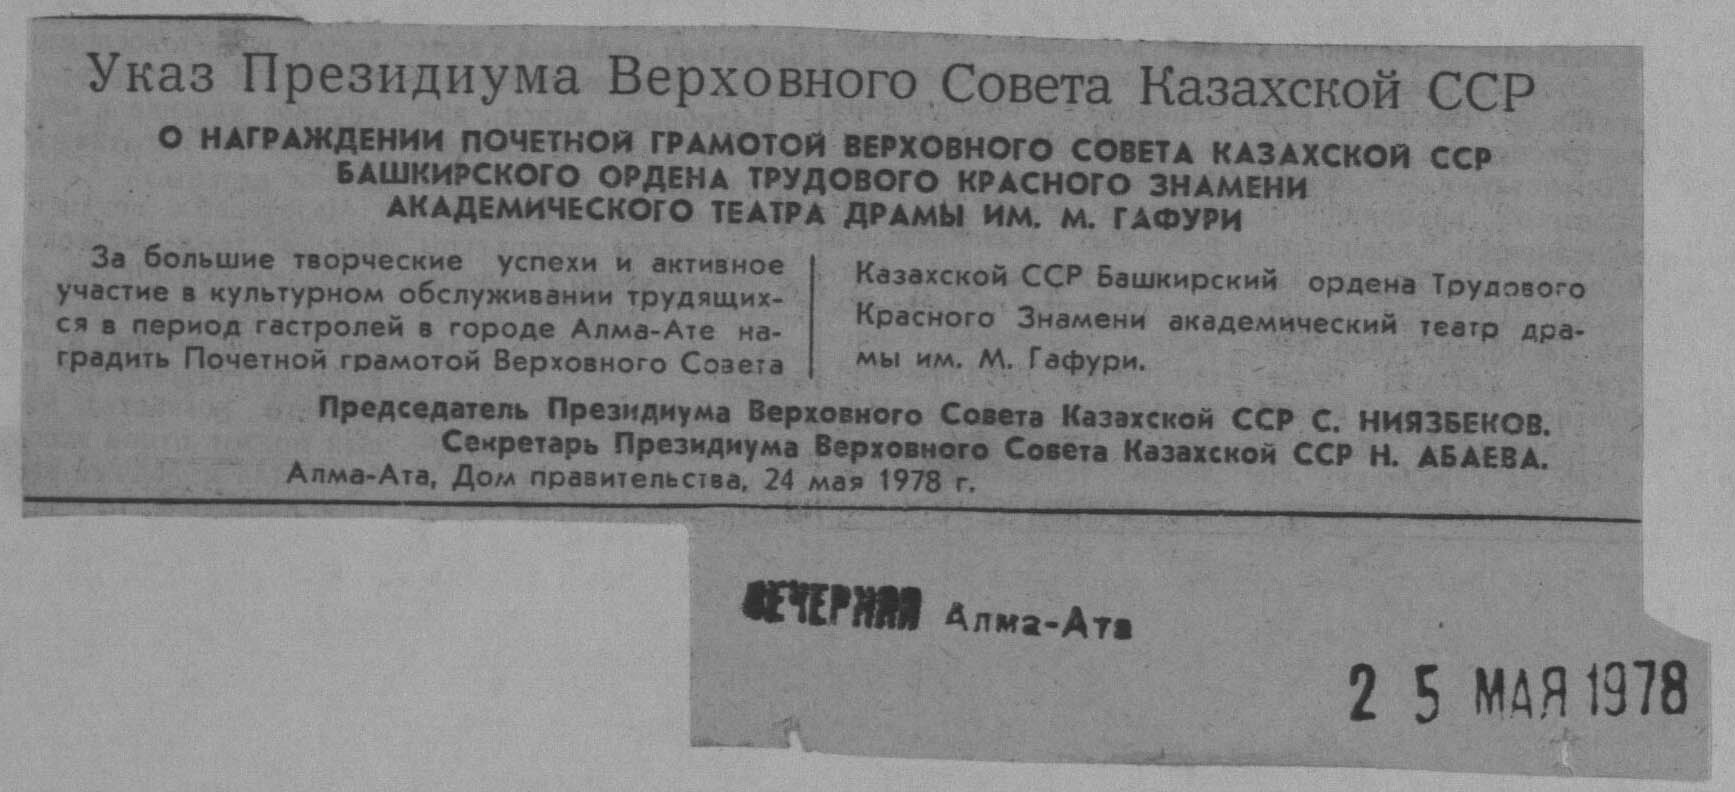 Указ Президиума Верховного Совета Казахской ССР
О НАГРАЖДЕНИИ ПОЧЕТНОЙ ГРАМОТОЙ ВЕРХОВНОГО СОВЕТА КАЗАХСКОЙ ССР
БАШКИРСКОГО ОРДЕНА ТРУДОВОГО КРАСНОГО ЗНАМЕНИ
АКАДЕМИЧЕСКОГО ТЕАТРА ДРАМЫ ИМ. М. ГАФУРИ
За большие творческие успехи и активное
участие в культурном обслуживании трудящих-
ся в период гастролей в городе Алма-Ате на-
градить Почетной грамотой Верховного Совета
Казахской ССР Башкирский ордена Трудового
Красного Знамени академический театр дра-
мы им. М. Гафури.
Председатель Президиума Верховного Совета Казахской ССР С. НИЯЗБЕКОВ.
Секретарь Президиума Верховного Совета Казахской ССР Н. АБАЕВА.
Алма-Ата, Дом правительства, 24 мая 1978 г.
ВЕЧЕРНЯЯ Алма-Ата
25 МАЯ 1978